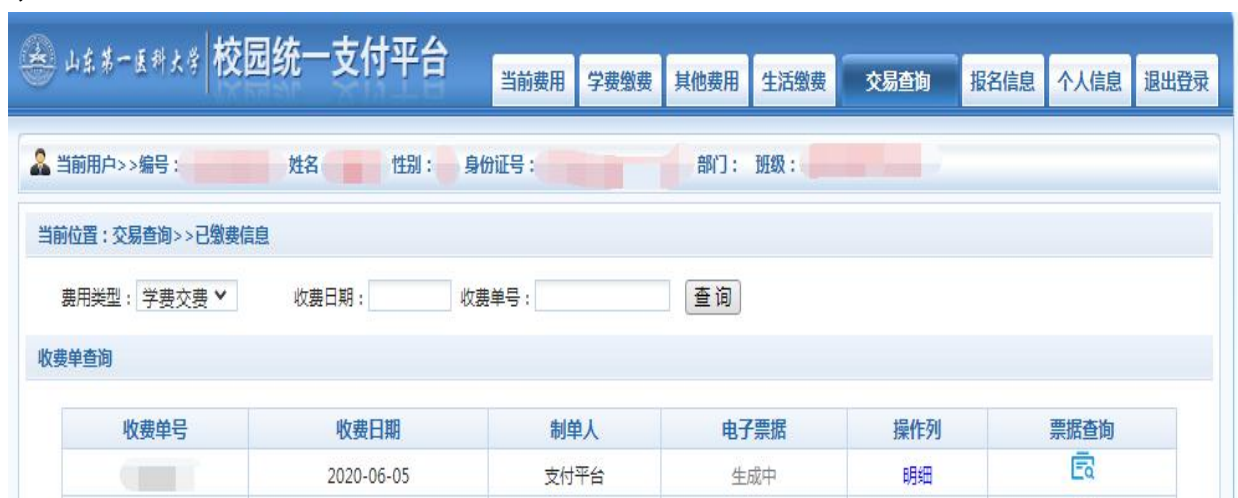 山东第一医科大学 校园统一支付平台
当前费用 学费缴费 其他费用 生活缴费 交易查询 报名信息 个人信息 退出登录
当前用户>>编号： 姓名 性别： 身份证号： 部门： 班级：
当前位置：交易查询>>已缴费信息
费用类型： 学费交费 收费日期： 收费单号： 查 询
收费单查询
收费单号 收费日期 制单人 电子票据 操作列 票据查询
2020-06-05 支付平台 生成中 明细